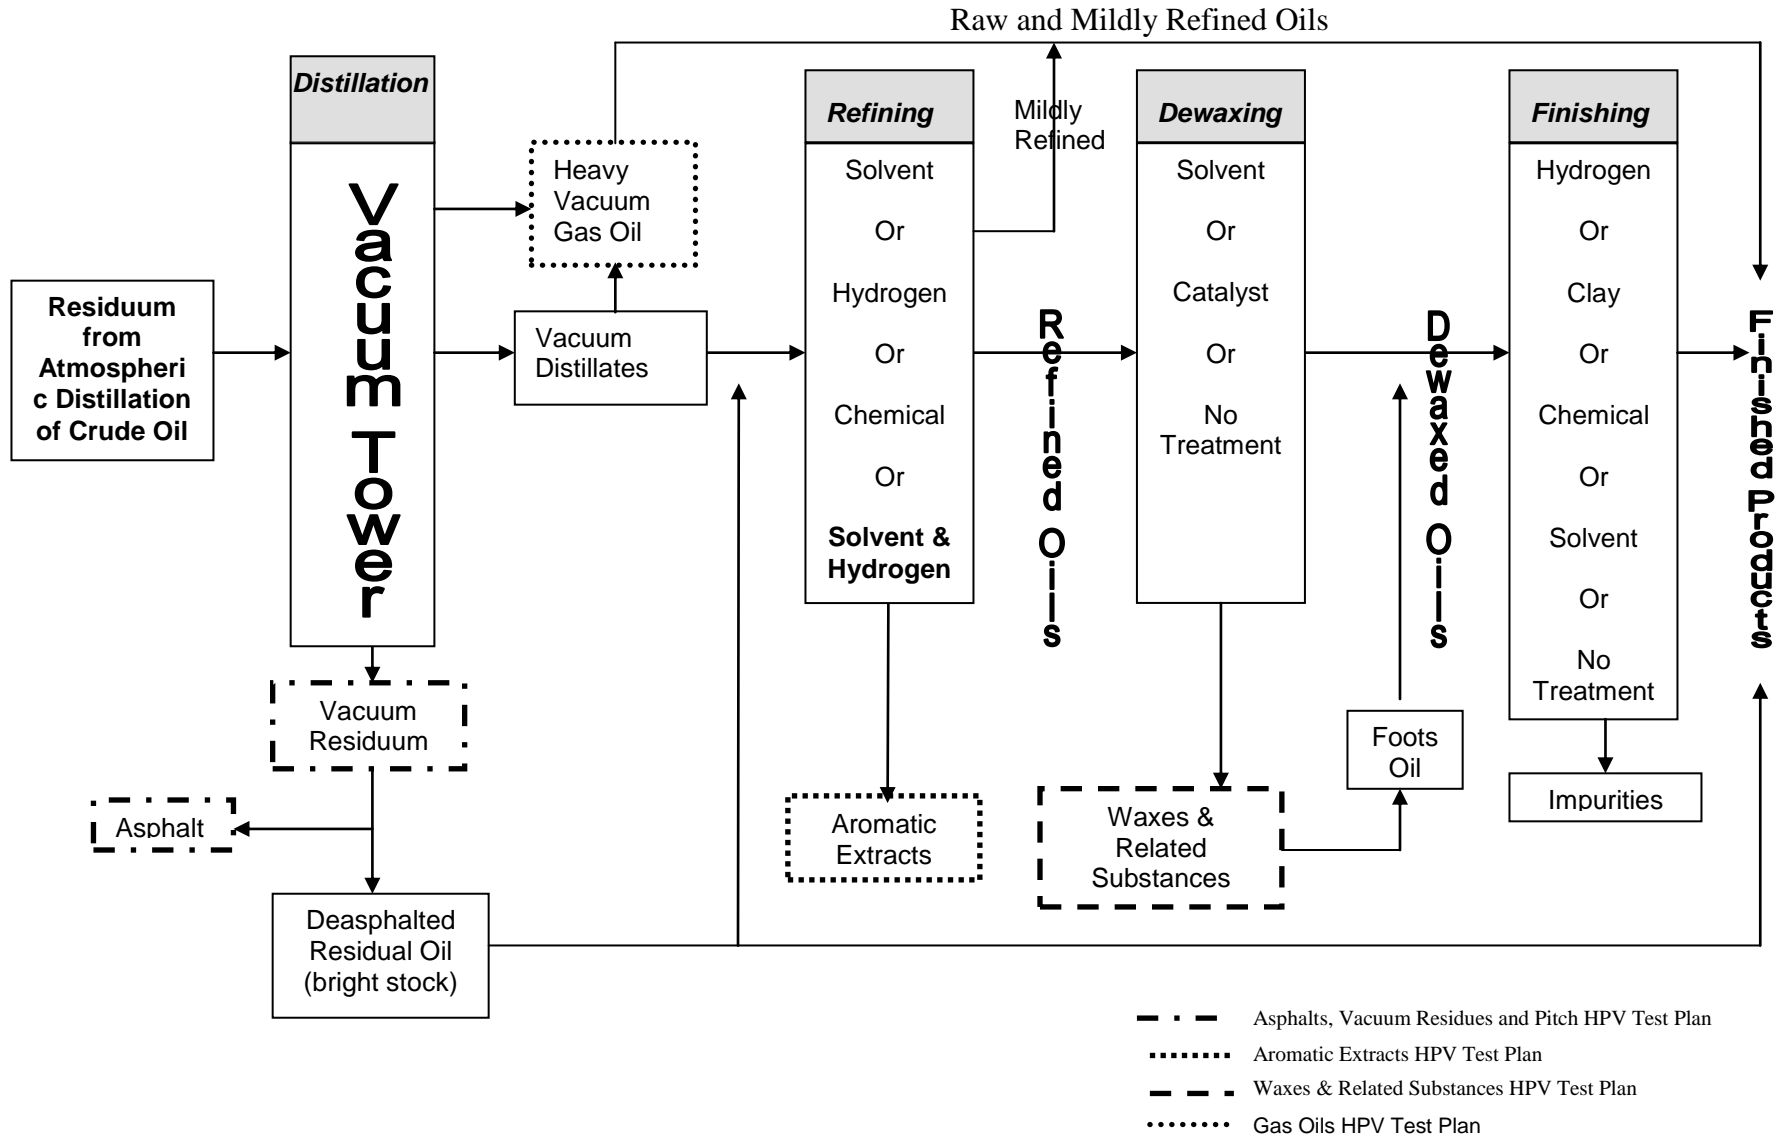 Raw and Mildly Refined Oils
Distillation
Vacuum Tower
Residuum
from
Atmospheri
c Distillation
of Crude Oil
Heavy
Vacuum
Gas Oil
Vacuum
Distillates
Vacuum
Residuum
Asphalt
Deasphalted
Residual Oil
(bright stock)
Refining
Solvent
Or
Hydrogen
Or
Chemical
Or
Solvent &
Hydrogen
Mildly
Refined
Aromatic
Extracts
Refined Oils
Dewaxing
Solvent
Or
Catalyst
Or
No
Treatment
Waxes &
Related
Substances
Foots
Oil
Dewaxed Oils
Finishing
Hydrogen
Or
Clay
Or
Chemical
Or
Solvent
Or
No
Treatment
Impurities
Finished Products
Asphalts, Vacuum Residues and Pitch HPV Test Plan
Aromatic Extracts HPV Test Plan
Waxes & Related Substances HPV Test Plan
Gas Oils HPV Test Plan